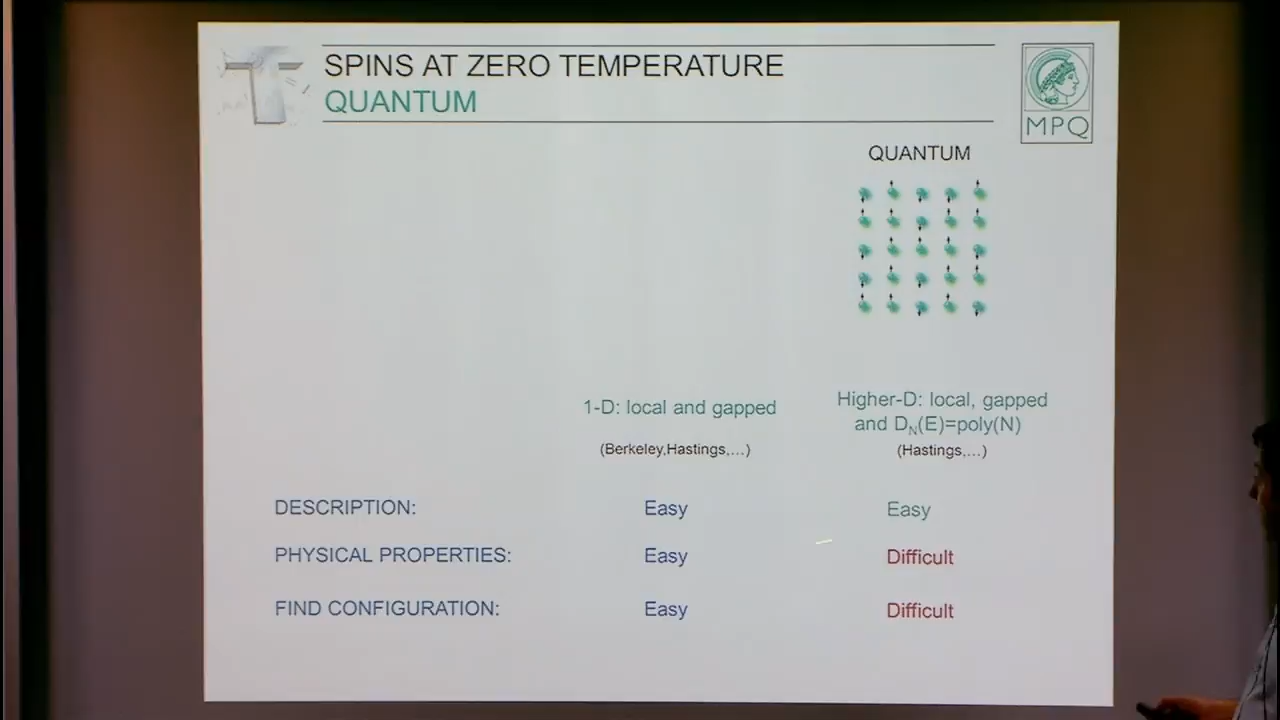 SPINS AT ZERO TEMPERATURE
QUANTUM
MPQ
QUANTUM
1-D: local and gapped
(Berkeley,Hastings,...)
Higher-D: local, gapped
and D_N(E)=poly(N)
(Hastings,...)
DESCRIPTION: Easy Easy
PHYSICAL PROPERTIES: Easy Difficult
FIND CONFIGURATION: Easy Difficult